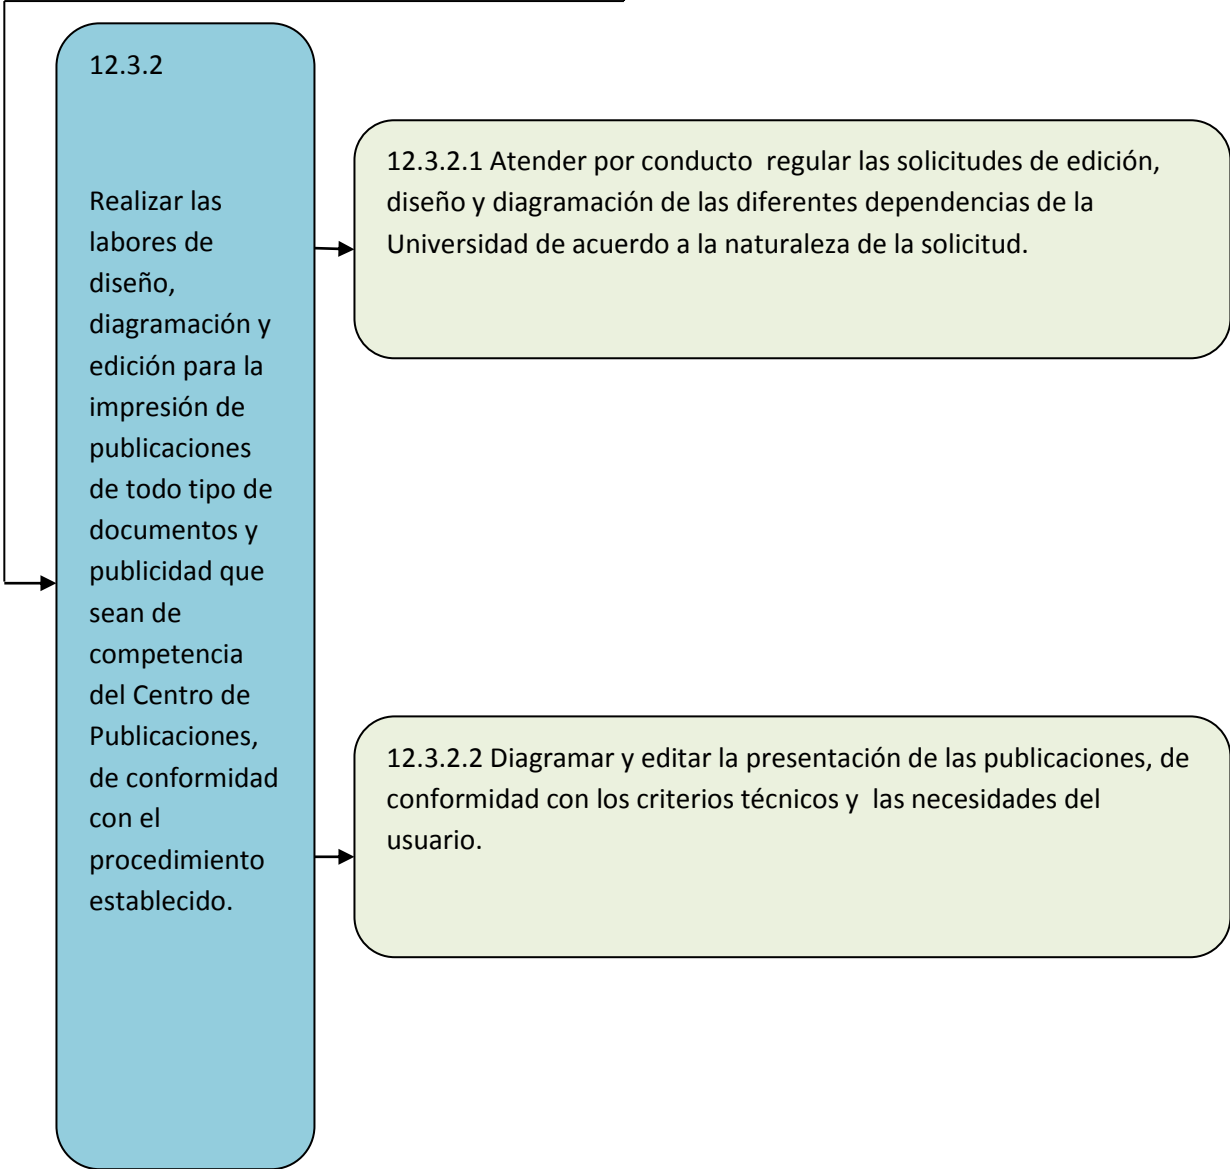 12.3.2
Realizar las
labores de
diseño,
diagramación y
edición para la
impresión de
publicaciones
de todo tipo de
documentos y
publicidad que
sean de
competencia
del Centro de
Publicaciones,
de conformidad
con el
procedimiento
establecido.
12.3.2.1 Atender por conducto  regular las solicitudes de edición,
diseño y diagramación de las diferentes dependencias de la
Universidad de acuerdo a la naturaleza de la solicitud.
12.3.2.2 Diagramar y editar la presentación de las publicaciones, de
conformidad con los criterios técnicos y  las necesidades del
usuario.